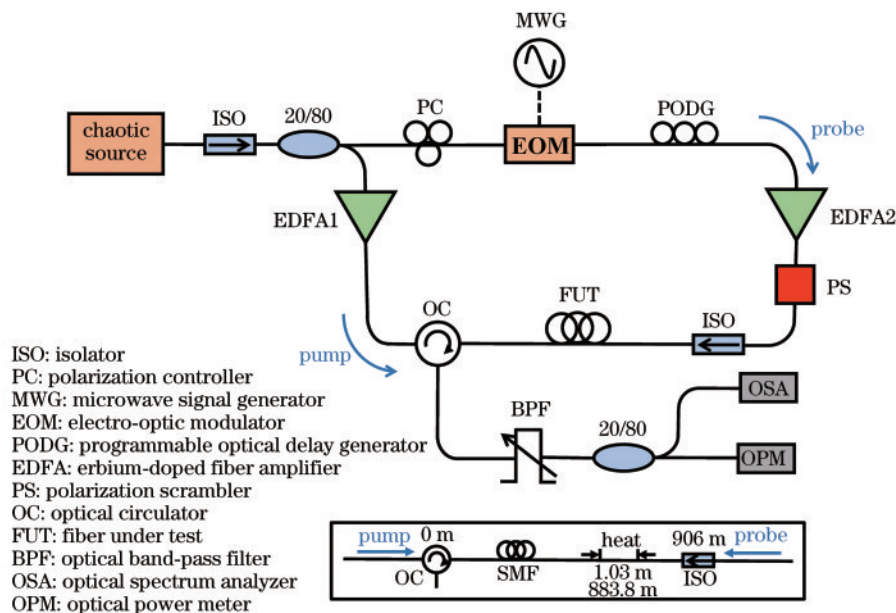 MWG
chaotic
source
ISO
20/80
PC
EOM
PODG
probe
EDFA1
EDFA2
PS
OC
FUT
ISO
pump
BPF
20/80
OSA
OPM
ISO: isolator
PC: polarization controller
MWG: microwave signal generator
EOM: electro-optic modulator
PODG: programmable optical delay generator
EDFA: erbium-doped fiber amplifier
PS: polarization scrambler
OC: optical circulator
FUT: fiber under test
BPF: optical band-pass filter
OSA: optical spectrum analyzer
OPM: optical power meter
pump
0 m
OC
SMF
heat
1.03 m
883.8 m
906 m
ISO
probe